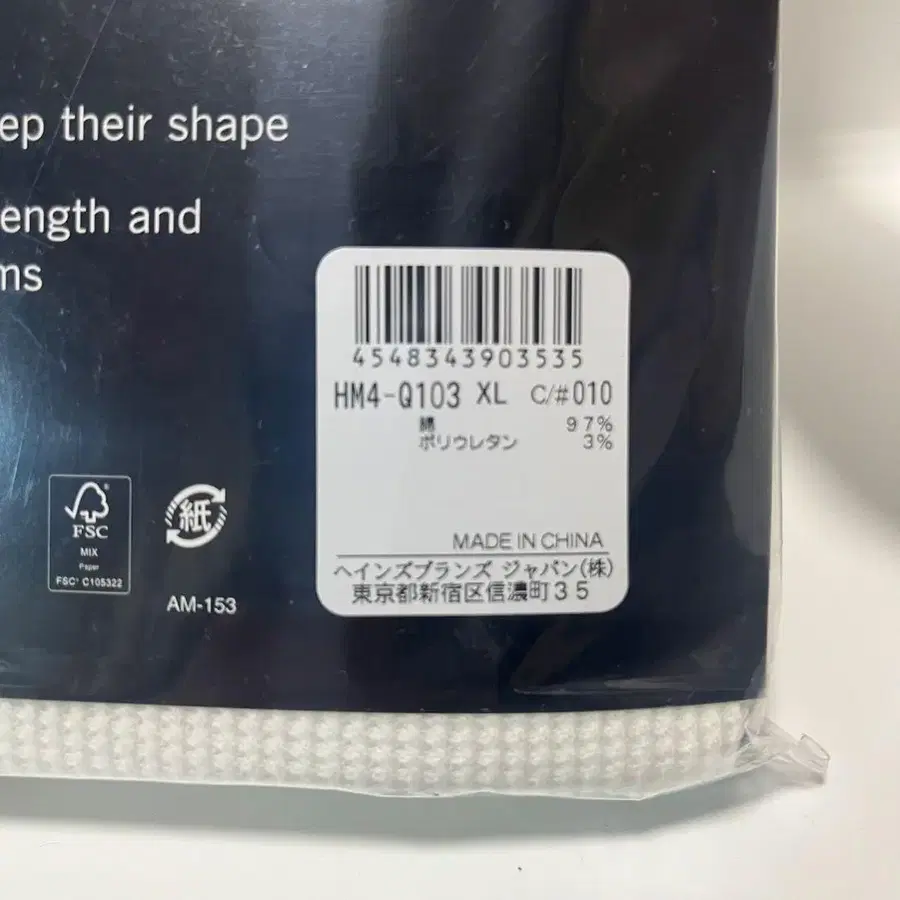 ep their shape
ength and
ms
4548343903535
HM4-Q103 XL C/#010
綿 97%
ポリウレタン 3%
MADE IN CHINA
ヘインズブランズ ジャパン(株)
東京都新宿区信濃町35
FSC
MIX
Paper
FSC® C105322
紙
AM-153